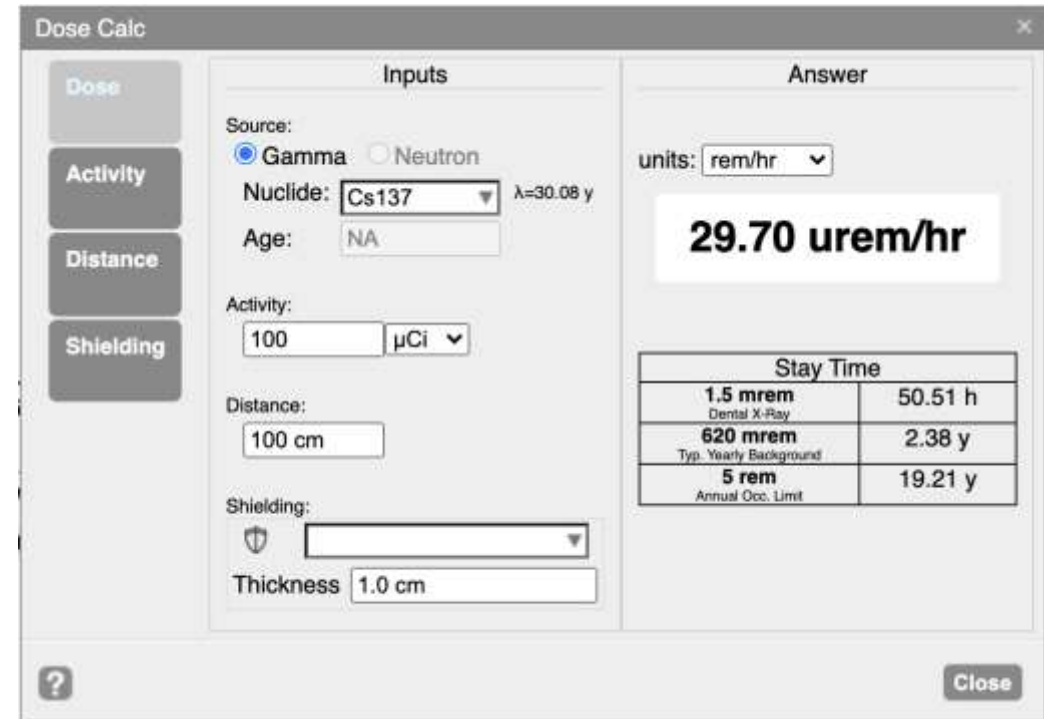 Dose Calc ×
Dose
Activity
Distance
Shielding
Inputs
Source:
Gamma Neutron
Nuclide: Cs137 λ=30.08 y
Age: NA
Activity:
100 µCi
Distance:
100 cm
Shielding:
Thickness 1.0 cm
Answer
units: rem/hr
29.70 urem/hr
Stay Time
1.5 mrem 50.51 h
Dental X-Ray
620 mrem 2.38 y
Typ. Yearly Background
5 rem 19.21 y
Annual Occ. Limit
?
Close